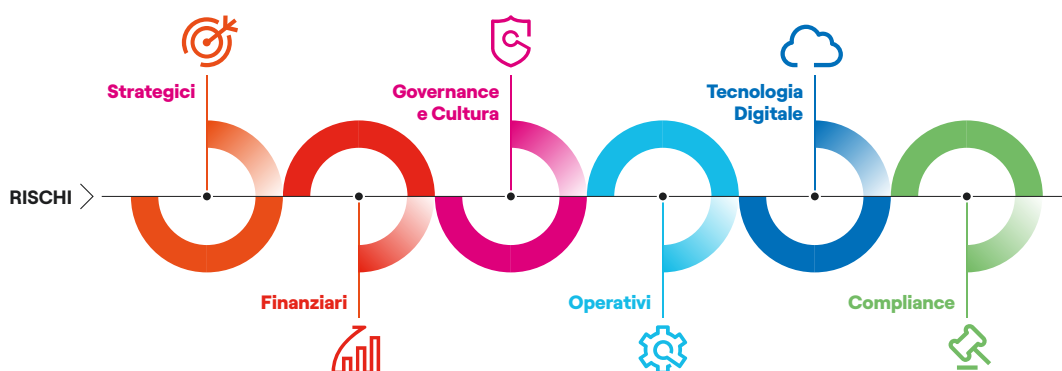 Strategici
Governance
e Cultura
Tecnologia
Digitale
RISCHI
Finanziari
Operativi
Compliance